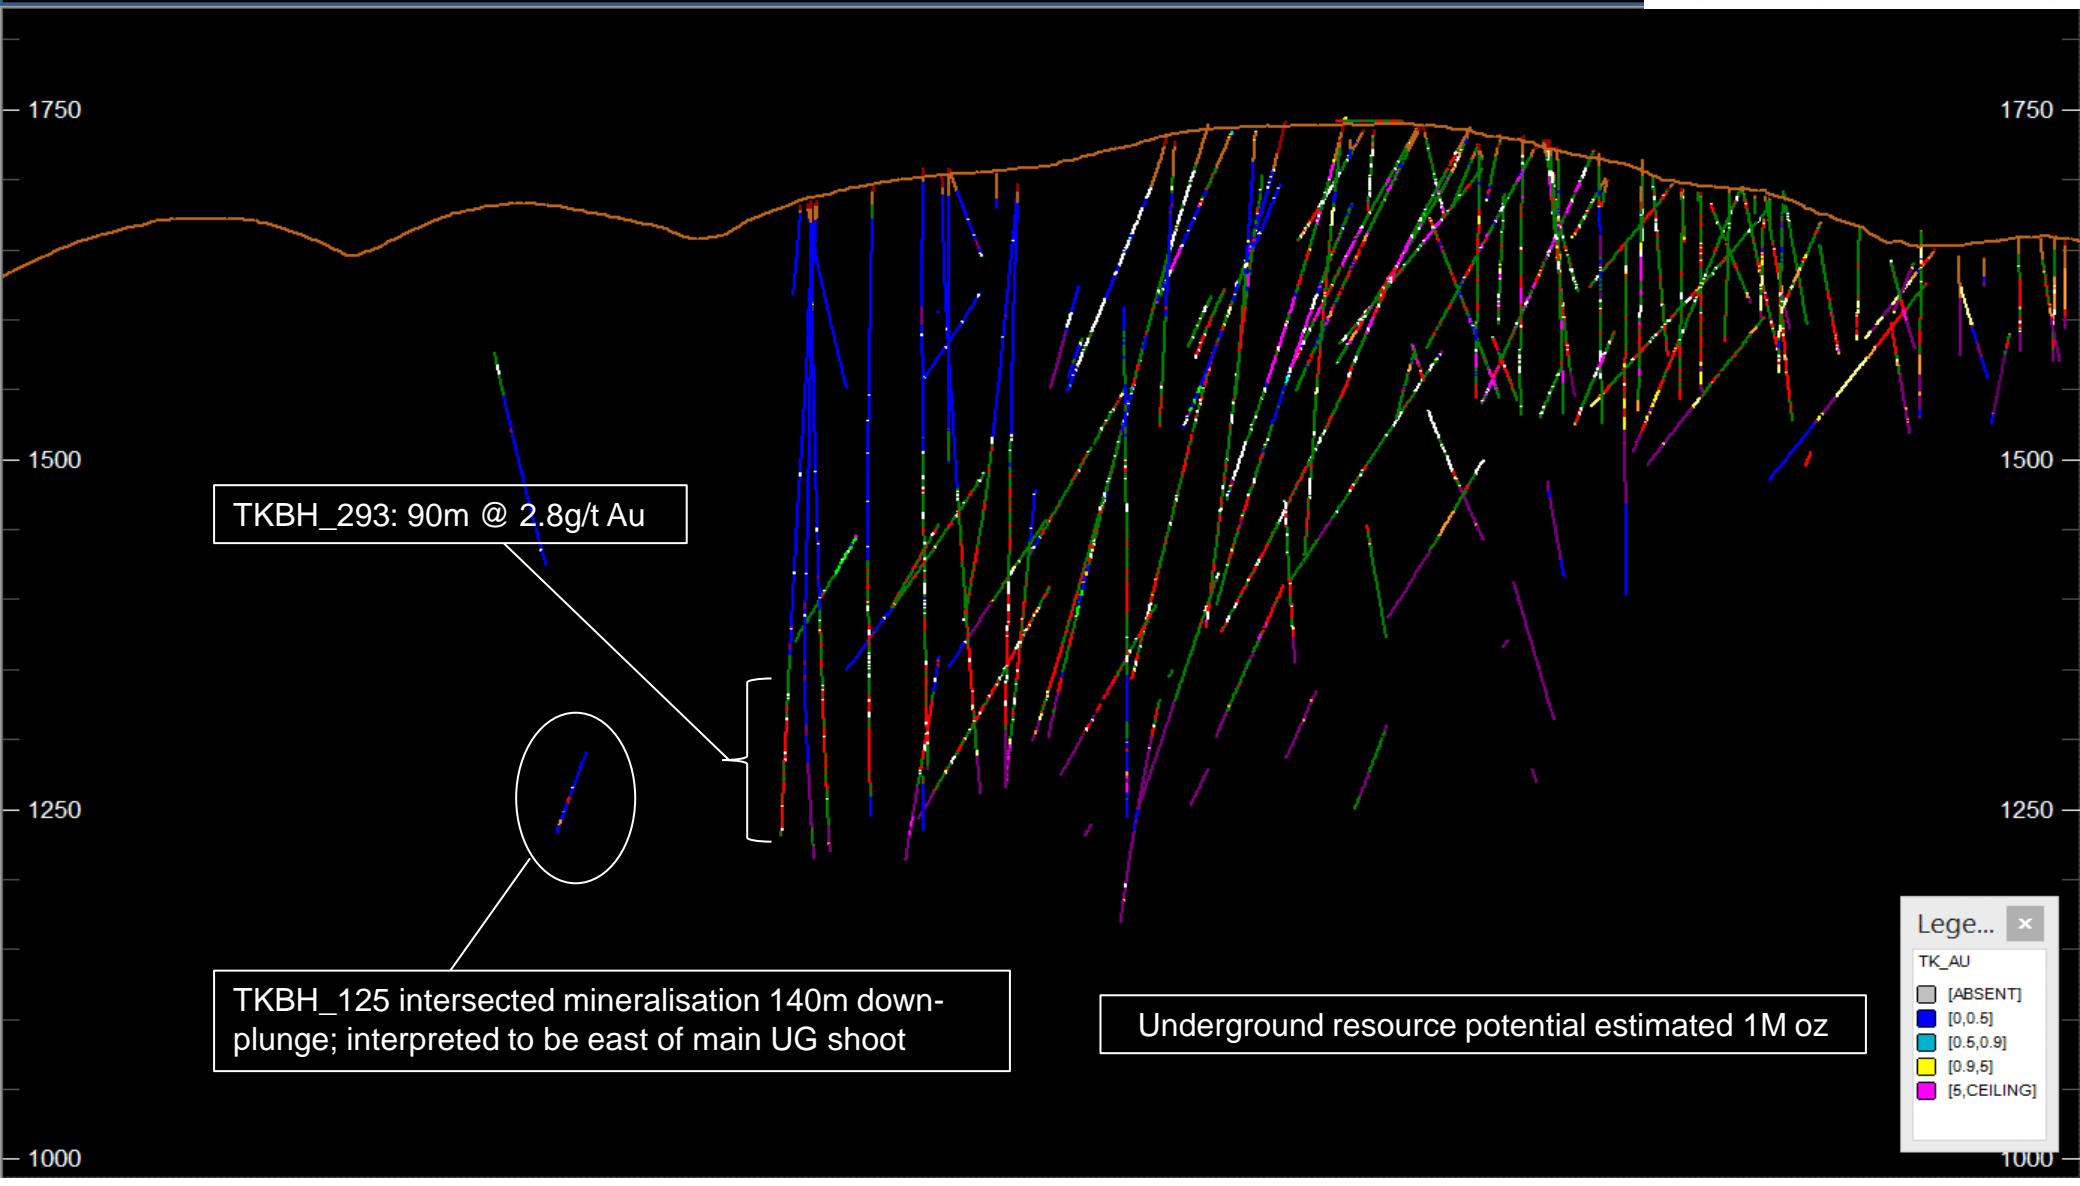 1750
1750
1500
1500
TKBH_293: 90m @ 2.8g/t Au
1250
1250
TKBH_125 intersected mineralisation 140m down-
plunge; interpreted to be east of main UG shoot
Underground resource potential estimated 1M oz
Lege... ×
TK_AU
[ABSENT]
[0,0.5]
[0.5,0.9]
[0.9,5]
[5,CEILING]
1000
1000